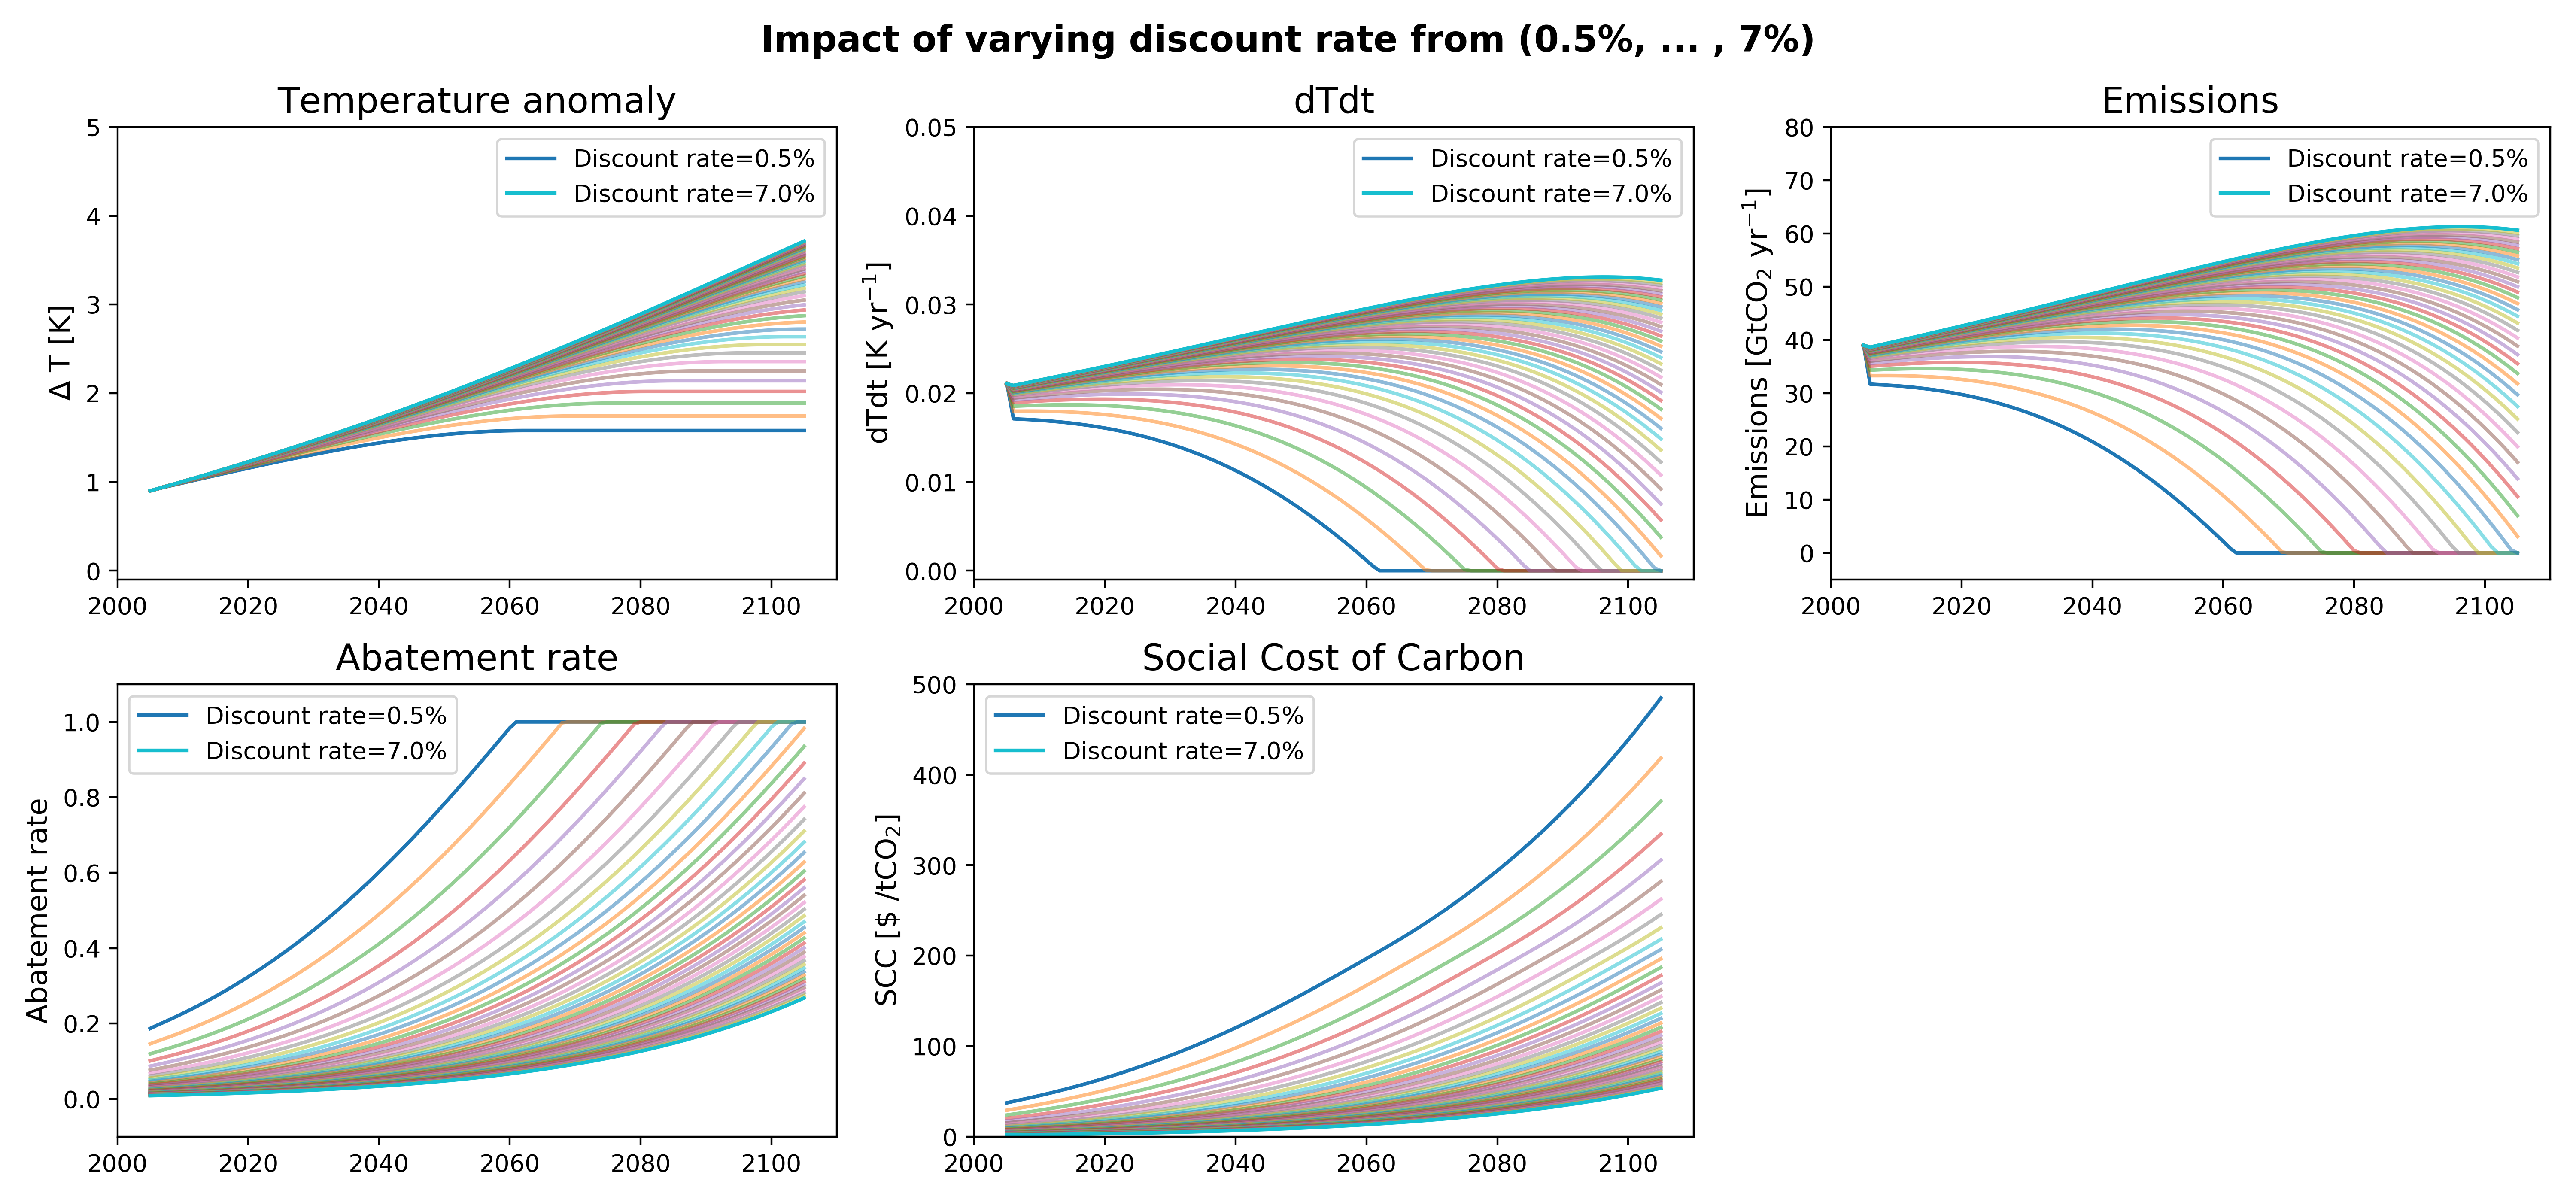 Impact of varying discount rate from (0.5%, ... , 7%)
Temperature anomaly
Δ T [K]
5
4
3
2
1
0
2000 2020 2040 2060 2080 2100
Discount rate=0.5%
Discount rate=7.0%
dTdt
dTdt [K yr⁻¹]
0.05
0.04
0.03
0.02
0.01
0.00
2000 2020 2040 2060 2080 2100
Discount rate=0.5%
Discount rate=7.0%
Emissions
Emissions [GtCO₂ yr⁻¹]
80
70
60
50
40
30
20
10
0
2000 2020 2040 2060 2080 2100
Discount rate=0.5%
Discount rate=7.0%
Abatement rate
Abatement rate
1.0
0.8
0.6
0.4
0.2
0.0
2000 2020 2040 2060 2080 2100
Discount rate=0.5%
Discount rate=7.0%
Social Cost of Carbon
SCC [$ /tCO₂]
500
400
300
200
100
0
2000 2020 2040 2060 2080 2100
Discount rate=0.5%
Discount rate=7.0%